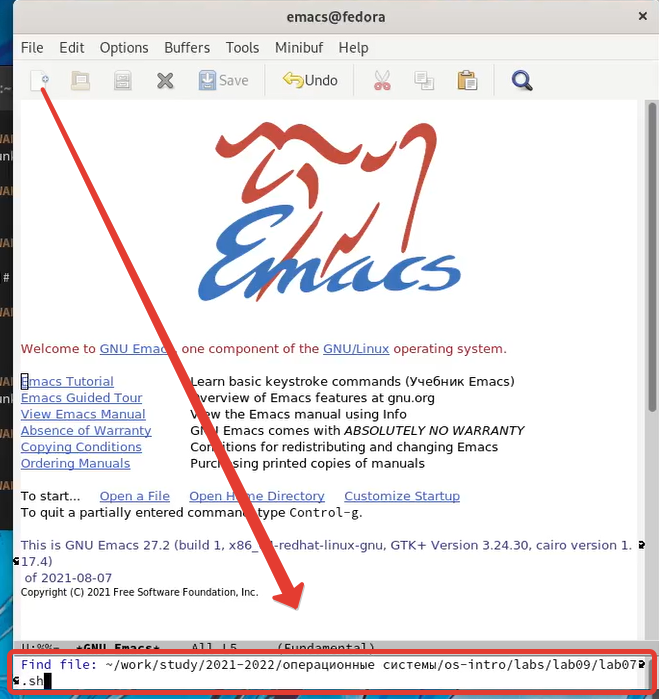 emacs@fedora
File Edit Options Buffers Tools Minibuf Help
Save Undo
Emacs
Welcome to GNU Emacs, one component of the GNU/Linux operating system.
Emacs Tutorial Learn basic keystroke commands (Учебник Emacs)
Emacs Guided Tour Overview of Emacs features at gnu.org
View Emacs Manual View the Emacs manual using Info
Absence of Warranty GNU Emacs comes with ABSOLUTELY NO WARRANTY
Copying Conditions Conditions for redistributing and changing Emacs
Ordering Manuals Purchasing printed copies of manuals
To start... Open a File Open Home Directory Customize Startup
To quit a partially entered command type Control-g.
This is GNU Emacs 27.2 (build 1, x86_64-redhat-linux-gnu, GTK+ Version 3.24.30, cairo version 1.
17.4)
of 2021-08-07
Copyright (C) 2021 Free Software Foundation, Inc.
U:%%- *GNU Emacs* All L5 (Fundamental)
Find file: ~/work/study/2021-2022/операционные системы/os-intro/labs/lab09/lab07
.sh